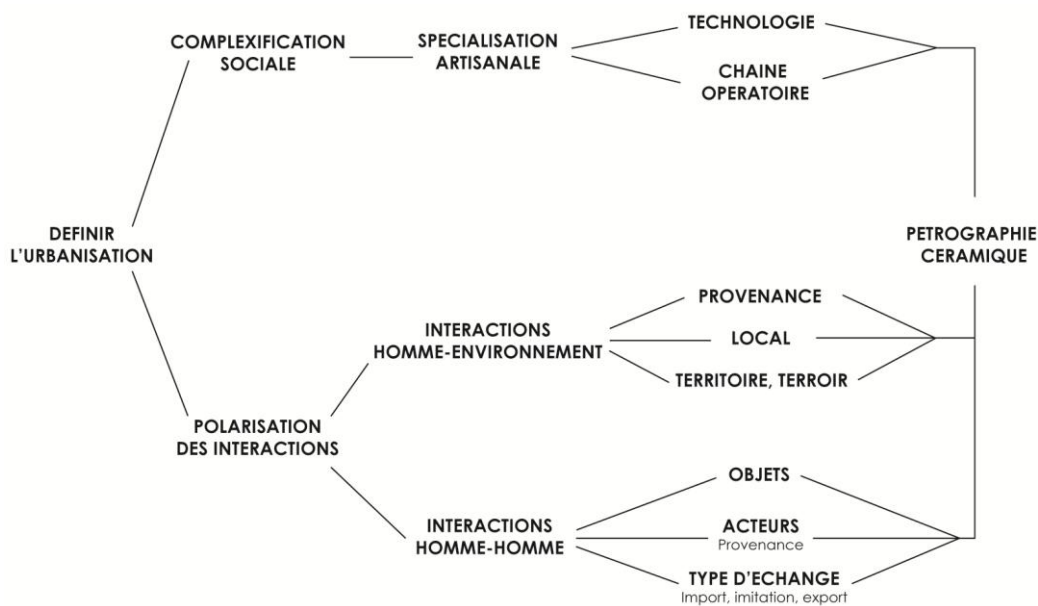 COMPLEXIFICATION
SOCIALE
SPECIALISATION
ARTISANALE
TECHNOLOGIE
CHAINE
OPERATOIRE
DEFINIR
L'URBANISATION
PETROGRAPHIE
CERAMIQUE
INTERACTIONS
HOMME-ENVIRONNEMENT
PROVENANCE
LOCAL
TERRITOIRE, TERROIR
POLARISATION
DES INTERACTIONS
INTERACTIONS
HOMME-HOMME
OBJETS
ACTEURS
Provenance
TYPE D'ECHANGE
Import, imitation, export